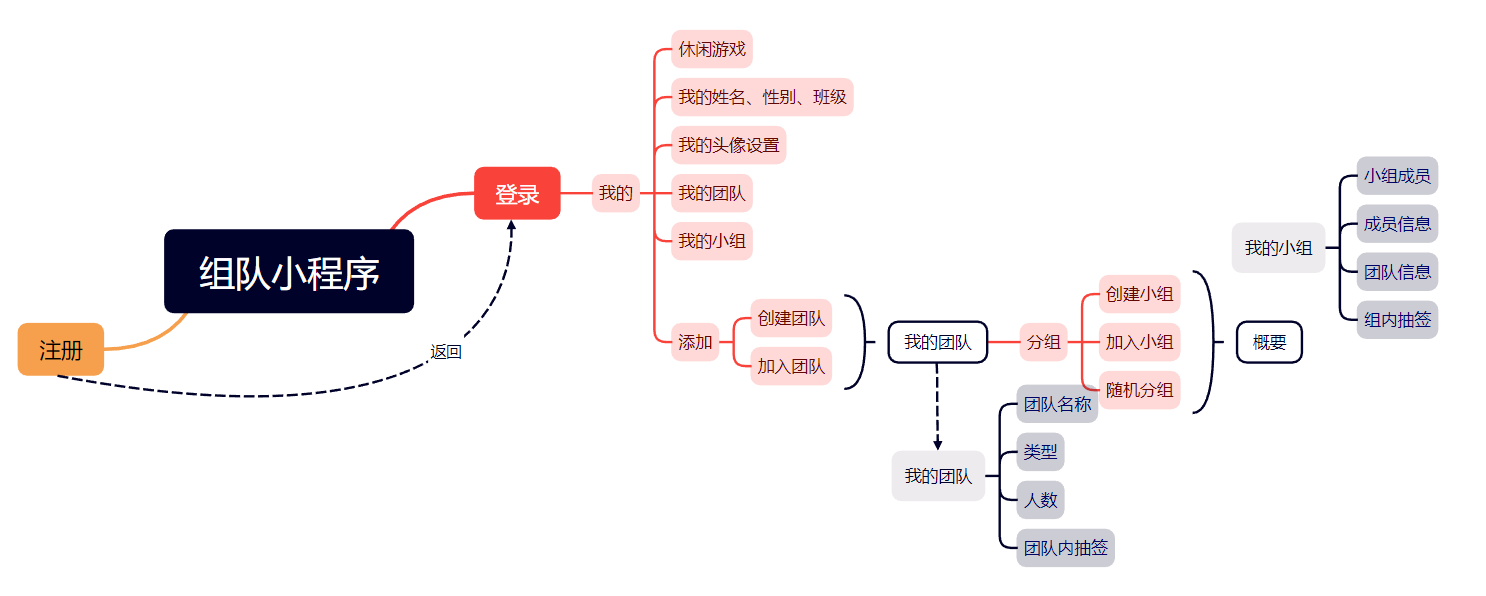 组队小程序
注册
返回
登录
我的
休闲游戏
我的姓名、性别、班级
我的头像设置
我的团队
我的小组
添加
创建团队
加入团队
我的团队
分组
创建小组
加入小组
随机分组
概要
我的团队
团队名称
类型
人数
团队内抽签
我的小组
小组成员
成员信息
团队信息
组内抽签